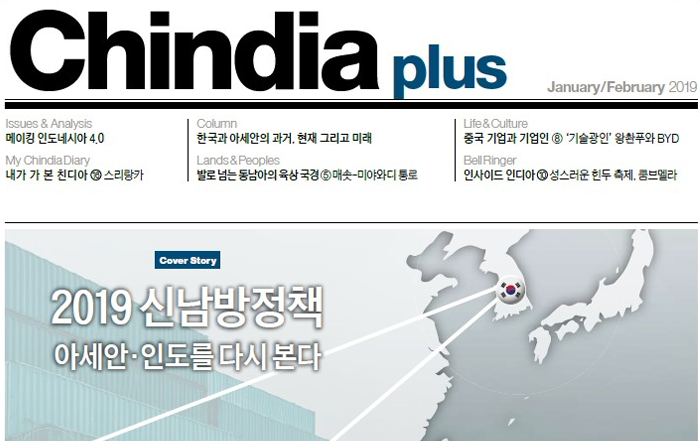 Chindia plus
January/February 2019
Issues & Analysis
메이킹 인도네시아 4.0
Column
한국과 아세안의 과거, 현재 그리고 미래
Life & Culture
중국 기업과 기업인 ⑧ ‘기술광인’ 왕촨푸와 BYD
My Chindia Diary
내가 가 본 친디아 ⑱ 스리랑카
Lands & Peoples
발로 넘는 동남아의 육상 국경 ⑤ 매솟-미야와디 통로
Bell Ringer
인사이드 인디아 ⑩ 성스러운 힌두 축제, 쿰브멜라
Cover Story
2019 신남방정책
아세안·인도를 다시 본다